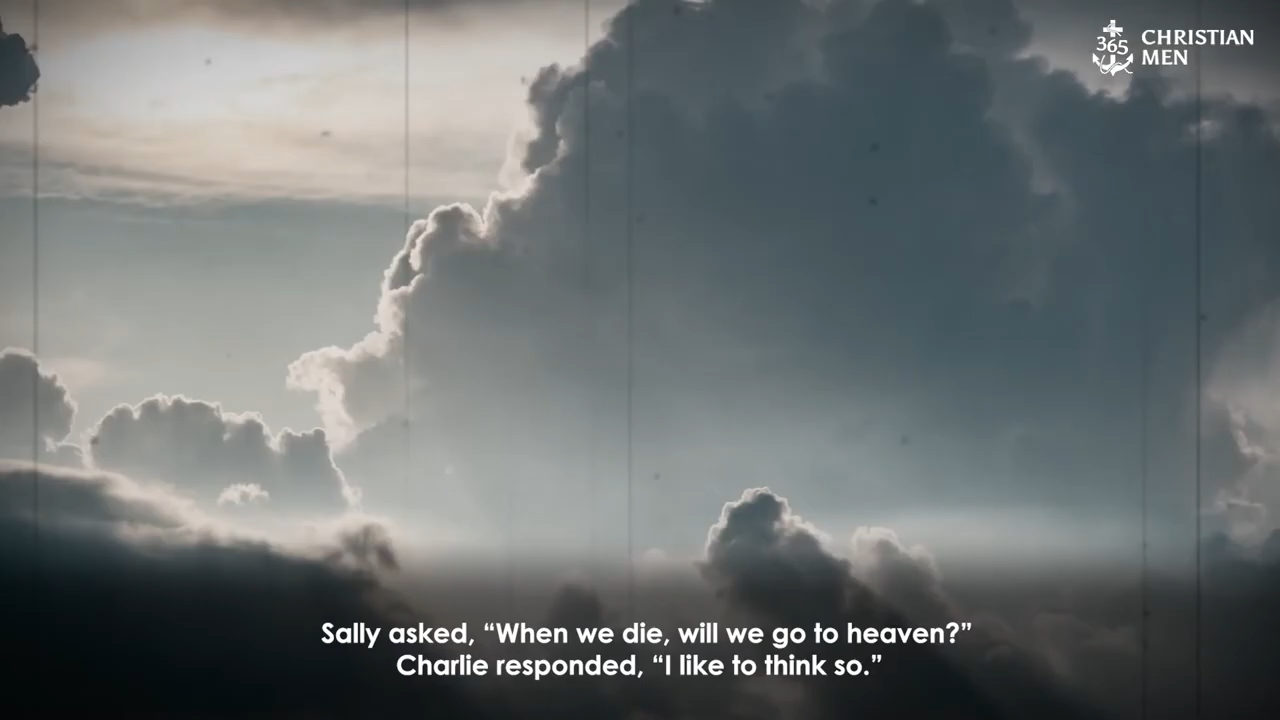 365
CHRISTIAN
MEN
Sally asked, “When we die, will we go to heaven?”
Charlie responded, “I like to think so.”